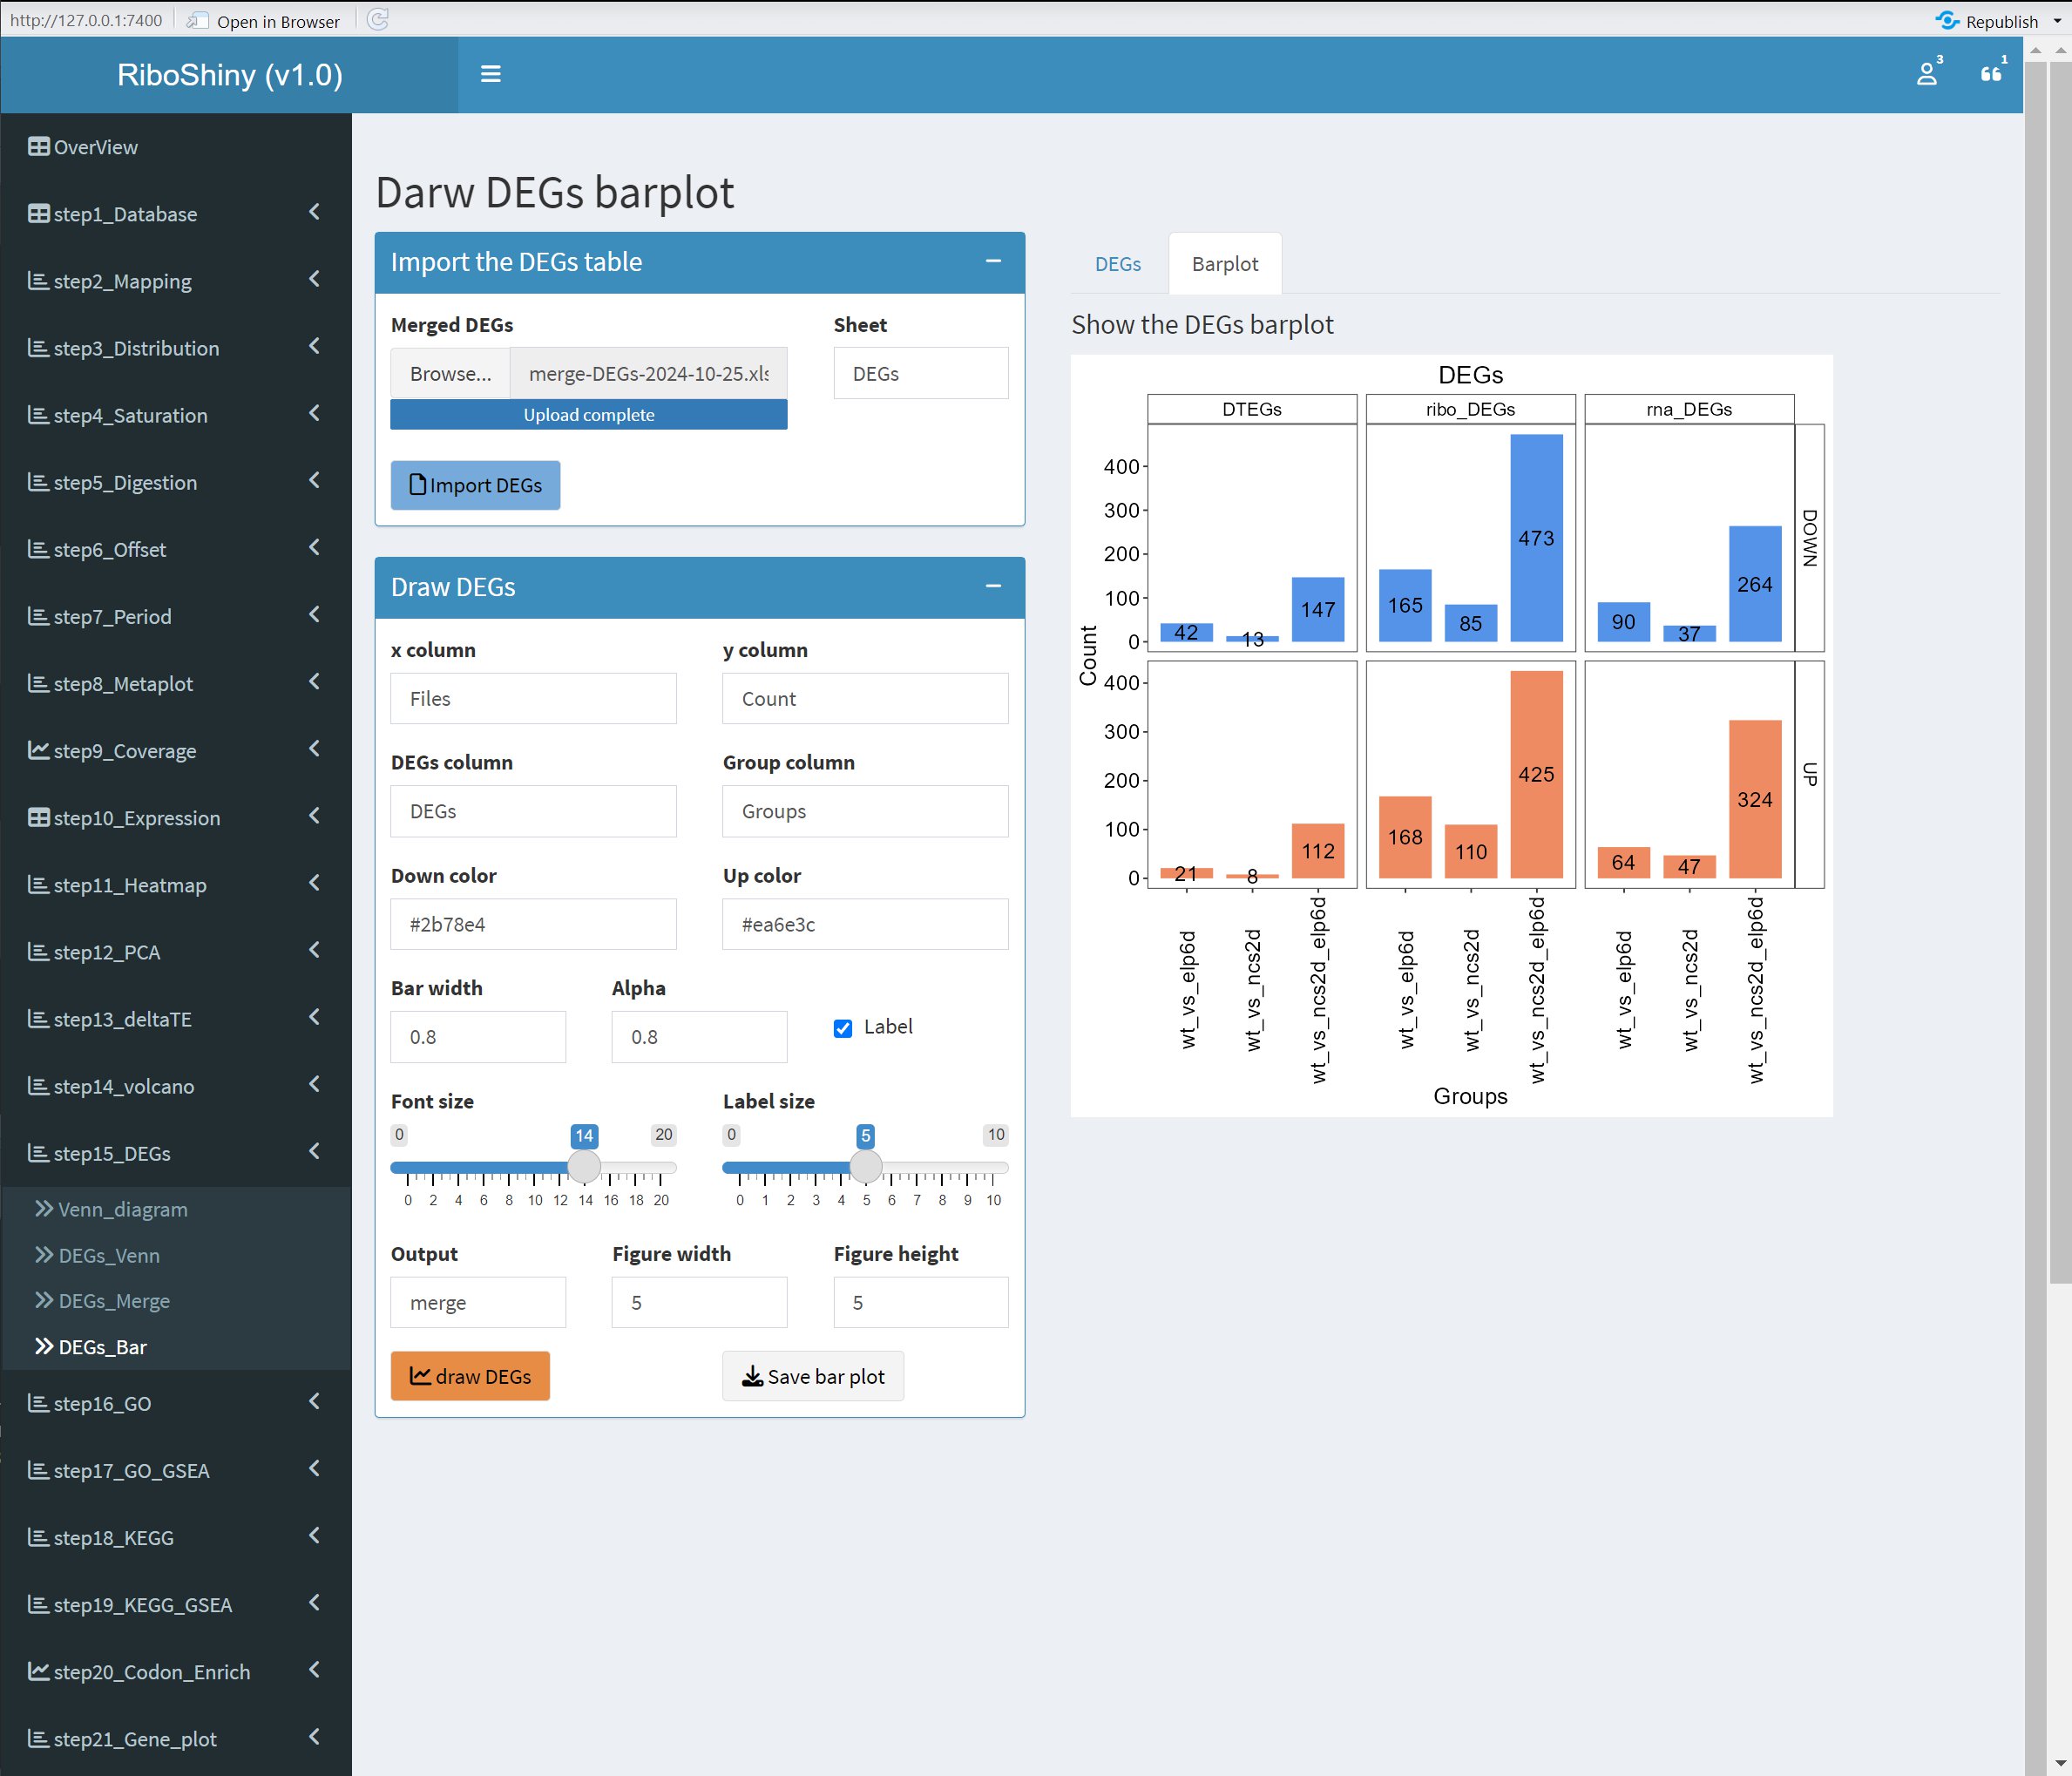 http://127.0.0.1:7400 Open in Browser Republish
RiboShiny (v1.0) 3 1
OverView
step1_Database
step2_Mapping
step3_Distribution
step4_Saturation
step5_Digestion
step6_Offset
step7_Period
step8_Metaplot
step9_Coverage
step10_Expression
step11_Heatmap
step12_PCA
step13_deltaTE
step14_volcano
step15_DEGs
Venn_diagram
DEGs_Venn
DEGs_Merge
DEGs_Bar
step16_GO
step17_GO_GSEA
step18_KEGG
step19_KEGG_GSEA
step20_Codon_Enrich
step21_Gene_plot
Darw DEGs barplot
Import the DEGs table
Merged DEGs Sheet
Browse... merge-DEGs-2024-10-25.xls DEGs
Upload complete
Import DEGs
Draw DEGs
x column y column
Files Count
DEGs column Group column
DEGs Groups
Down color Up color
#2b78e4 #ea6e3c
Bar width Alpha
0.8 0.8 Label
Font size Label size
0 14 20 0 5 10
0 2 4 6 8 10 12 14 16 18 20 0 1 2 3 4 5 6 7 8 9 10
Output Figure width Figure height
merge 5 5
draw DEGs Save bar plot
DEGs Barplot
Show the DEGs barplot
DEGs
DTEGs ribo_DEGs rna_DEGs
Count
400
300
200
100
0
42 13 147 165 85 473 90 37 264
DOWN
400
300
200
100
0
21 8 112 168 110 425 64 47 324
UP
wt_vs_elp6d wt_vs_ncs2d wt_vs_ncs2d_elp6d wt_vs_elp6d wt_vs_ncs2d wt_vs_ncs2d_elp6d wt_vs_elp6d wt_vs_ncs2d wt_vs_ncs2d_elp6d
Groups